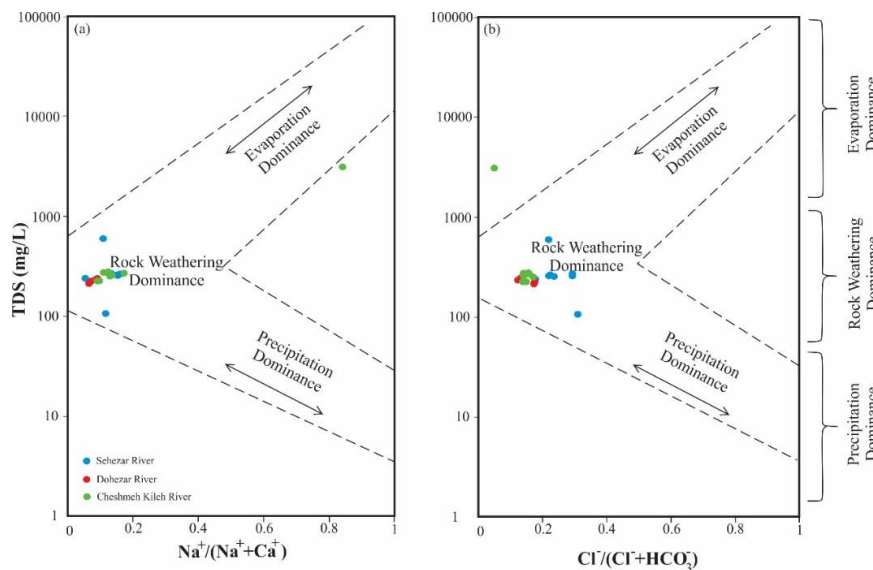 (a)
100000
10000
1000
100
10
1
TDS (mg/L)
Evaporation
Dominance
Rock Weathering
Dominance
Precipitation
Dominance
Sehezar River
Dohezar River
Cheshmeh Kileh River
0
0.2
0.4
0.6
0.8
1
Na⁺/(Na⁺+Ca⁺)
(b)
100000
10000
1000
100
10
1
Evaporation
Dominance
Rock Weathering
Dominance
Precipitation
Dominance
0
0.2
0.4
0.6
0.8
1
Cl⁻/(Cl⁻+HCO₃⁻)
Evaporation
Dominance
Rock Weathering
Dominance
Precipitation
Dominance